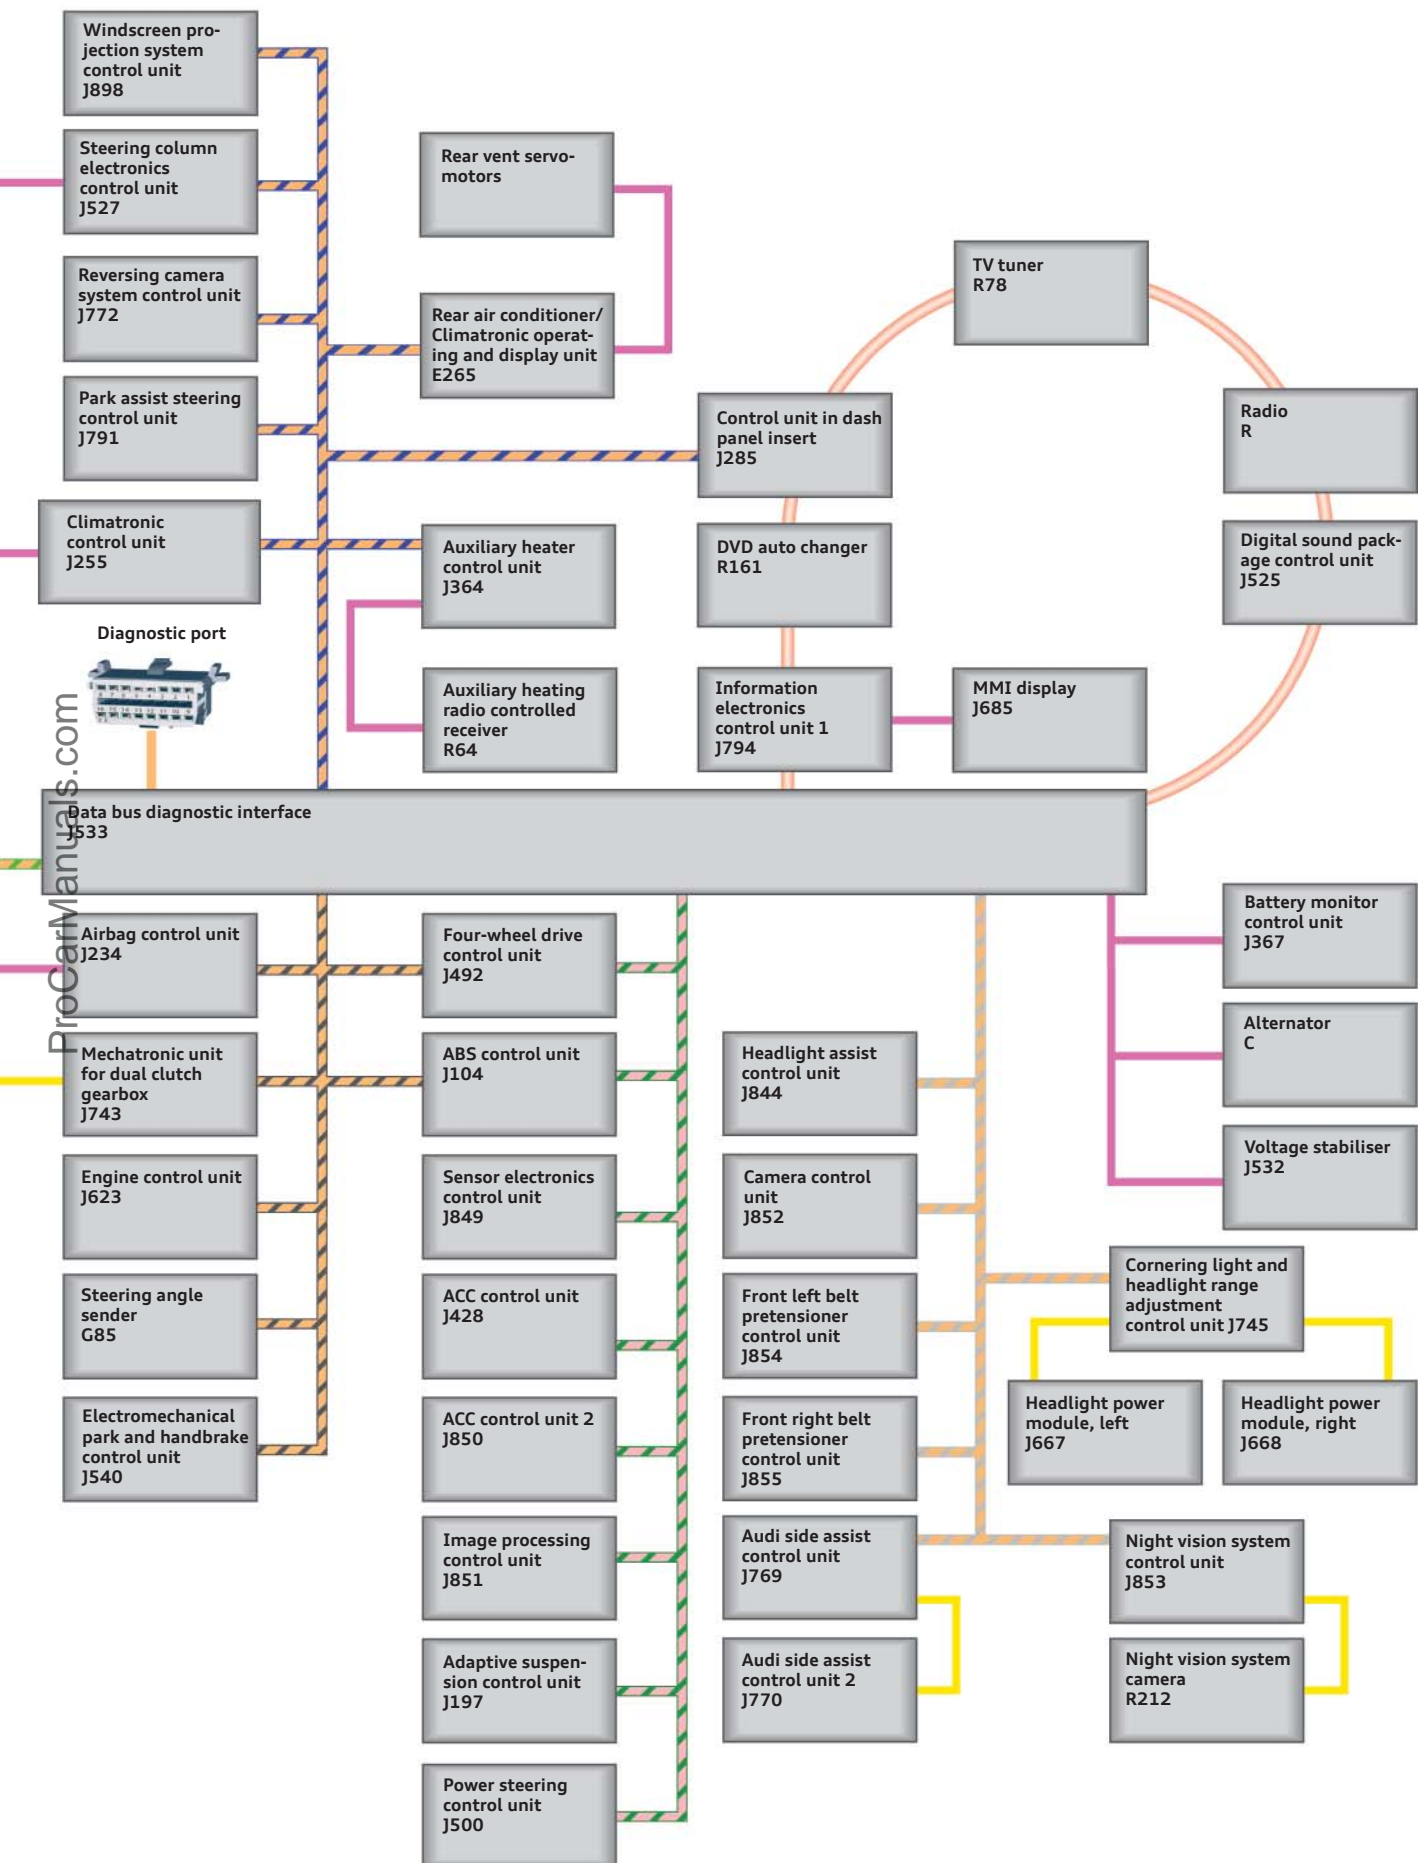 Windscreen pro-
jection system
control unit
J898
Steering column
electronics
control unit
J527
Reversing camera
system control unit
J772
Park assist steering
control unit
J791
Climatronic
control unit
J255
Rear vent servo-
motors
Rear air conditioner/
Climatronic operat-
ing and display unit
E265
Auxiliary heater
control unit
J364
Auxiliary heating
radio controlled
receiver
R64
TV tuner
R78
Control unit in dash
panel insert
J285
Radio
R
DVD auto changer
R161
Digital sound pack-
age control unit
J525
Information
electronics
control unit 1
J794
MMI display
J685
Diagnostic port
ProCarManuals.com
Data bus diagnostic interface
J533
Airbag control unit
J234
Mechatronic unit
for dual clutch
gearbox
J743
Engine control unit
J623
Steering angle
sender
G85
Electromechanical
park and handbrake
control unit
J540
Four-wheel drive
control unit
J492
ABS control unit
J104
Sensor electronics
control unit
J849
ACC control unit
J428
ACC control unit 2
J850
Image processing
control unit
J851
Adaptive suspen-
sion control unit
J197
Power steering
control unit
J500
Headlight assist
control unit
J844
Camera control
unit
J852
Front left belt
pretensioner
control unit
J854
Front right belt
pretensioner
control unit
J855
Audi side assist
control unit
J769
Audi side assist
control unit 2
J770
Battery monitor
control unit
J367
Alternator
C
Voltage stabiliser
J532
Cornering light and
headlight range
adjustment
control unit J745
Headlight power
module, left
J667
Headlight power
module, right
J668
Night vision system
control unit
J853
Night vision system
camera
R212